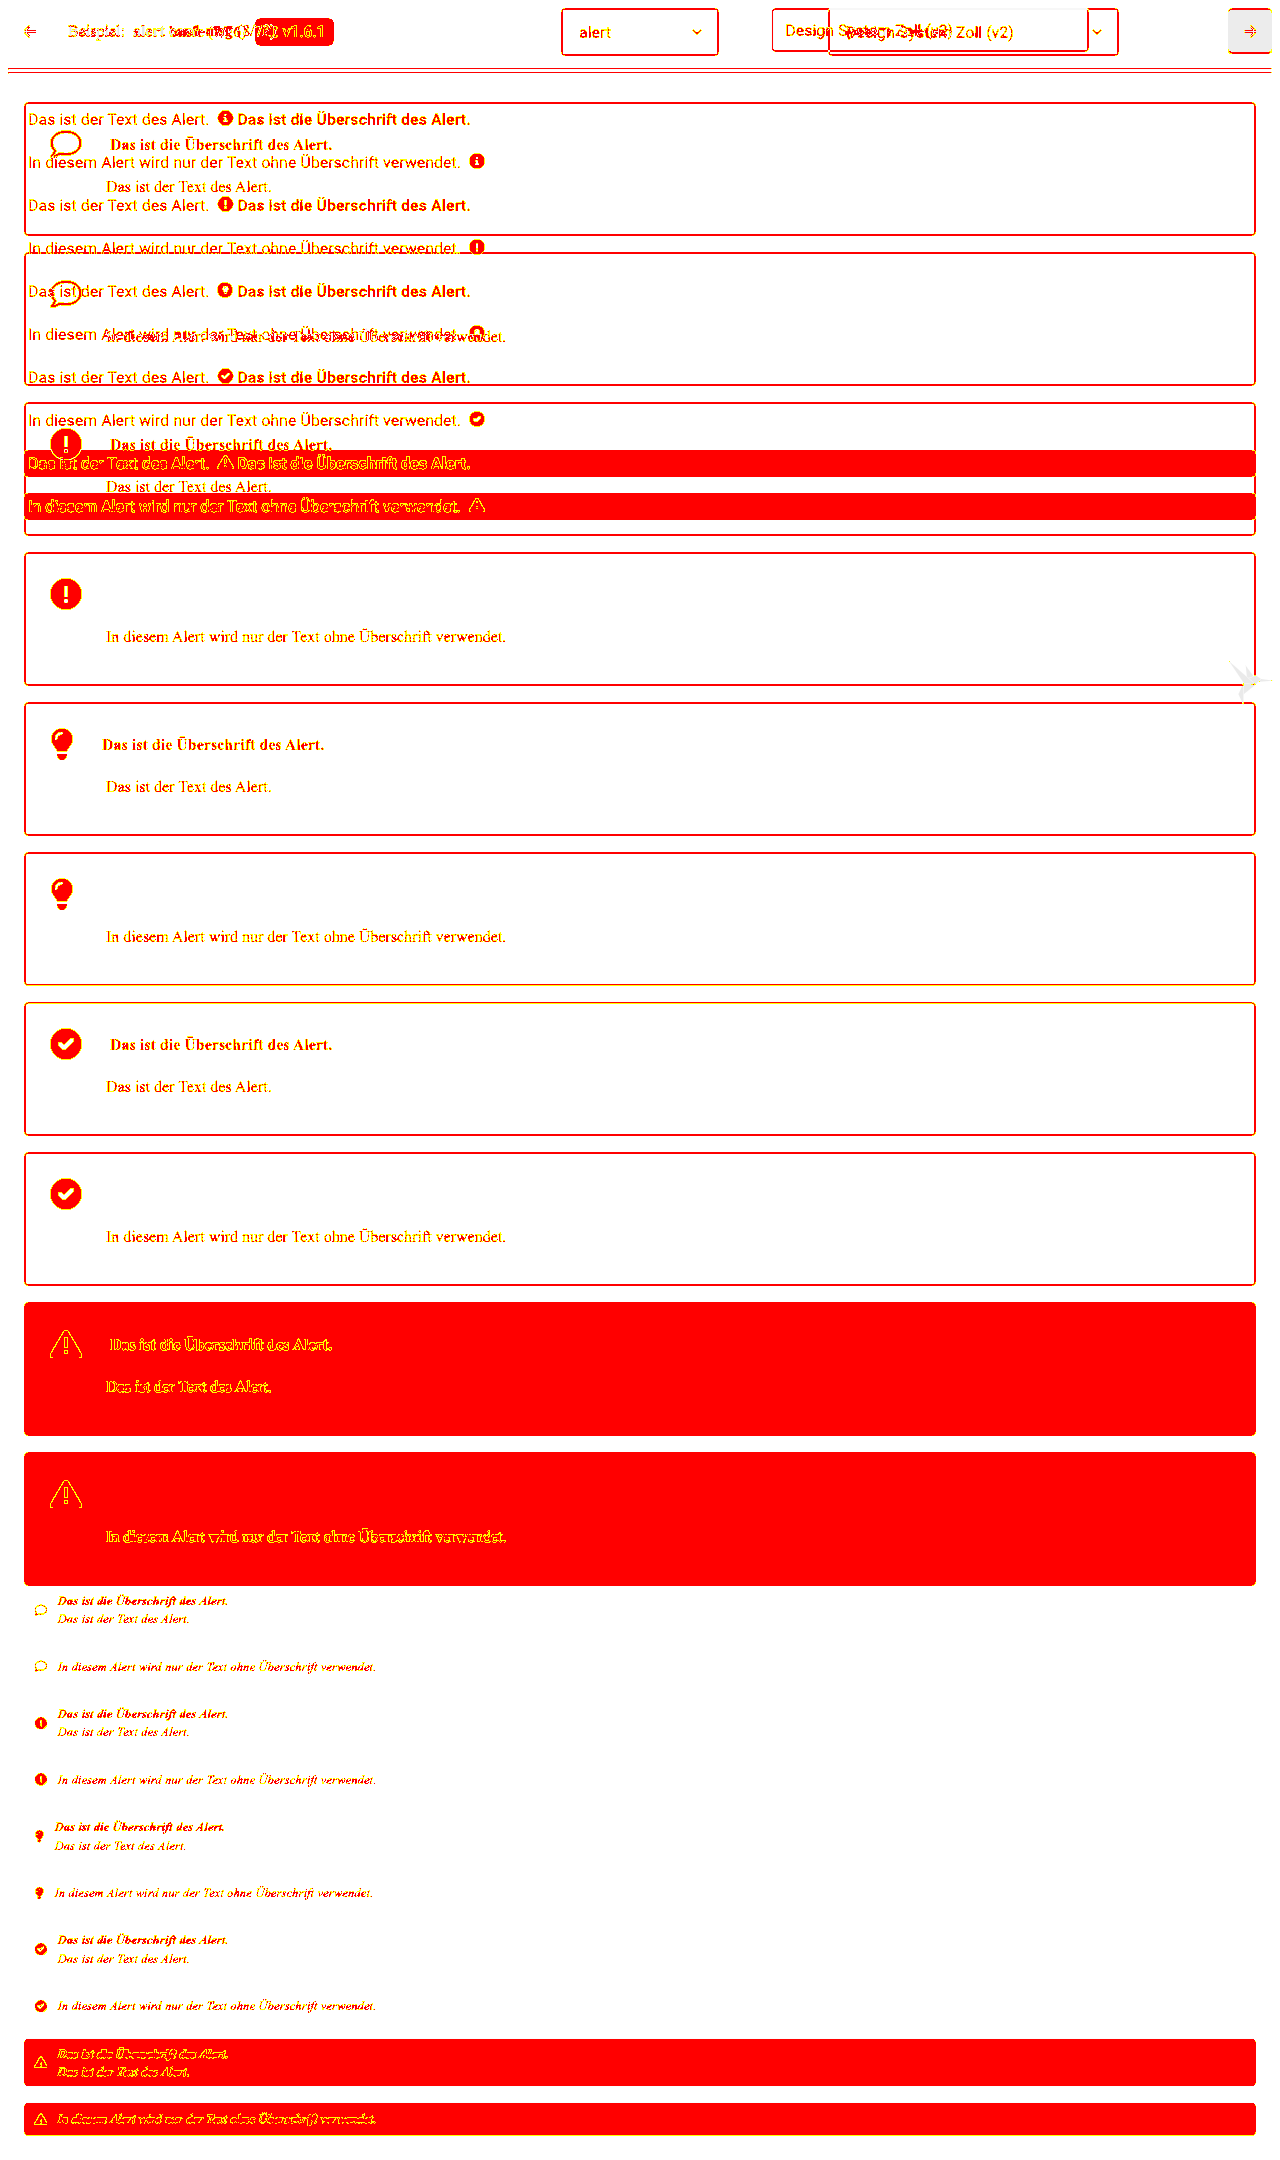 Beispiel: alert v1.6.1
alert
Design System Zoll (v2)
Das ist der Text des Alert. Das ist die Überschrift des Alert.
Das ist die Überschrift des Alert.
In diesem Alert wird nur der Text ohne Überschrift verwendet.
Das ist der Text des Alert.
Das ist der Text des Alert. Das ist die Überschrift des Alert.
In diesem Alert wird nur der Text ohne Überschrift verwendet.
Das ist der Text des Alert. Das ist die Überschrift des Alert.
In diesem Alert wird nur der Text ohne Überschrift verwendet.
In diesem Alert wird nur der Text ohne Überschrift verwendet.
Das ist der Text des Alert. Das ist die Überschrift des Alert.
In diesem Alert wird nur der Text ohne Überschrift verwendet.
Das ist die Überschrift des Alert.
Das ist der Text des Alert. Das ist die Überschrift des Alert.
Das ist der Text des Alert.
In diesem Alert wird nur der Text ohne Überschrift verwendet.
In diesem Alert wird nur der Text ohne Überschrift verwendet.
Das ist die Überschrift des Alert.
Das ist der Text des Alert.
In diesem Alert wird nur der Text ohne Überschrift verwendet.
Das ist die Überschrift des Alert.
Das ist der Text des Alert.
In diesem Alert wird nur der Text ohne Überschrift verwendet.
Das ist die Überschrift des Alert.
Das ist der Text des Alert.
In diesem Alert wird nur der Text ohne Überschrift verwendet.
Das ist die Überschrift des Alert.
Das ist der Text des Alert.
In diesem Alert wird nur der Text ohne Überschrift verwendet.
Das ist die Überschrift des Alert.
Das ist der Text des Alert.
In diesem Alert wird nur der Text ohne Überschrift verwendet.
Das ist die Überschrift des Alert.
Das ist der Text des Alert.
In diesem Alert wird nur der Text ohne Überschrift verwendet.
Das ist die Überschrift des Alert.
Das ist der Text des Alert.
In diesem Alert wird nur der Text ohne Überschrift verwendet.
Das ist die Überschrift des Alert.
Das ist der Text des Alert.
In diesem Alert wird nur der Text ohne Überschrift verwendet.